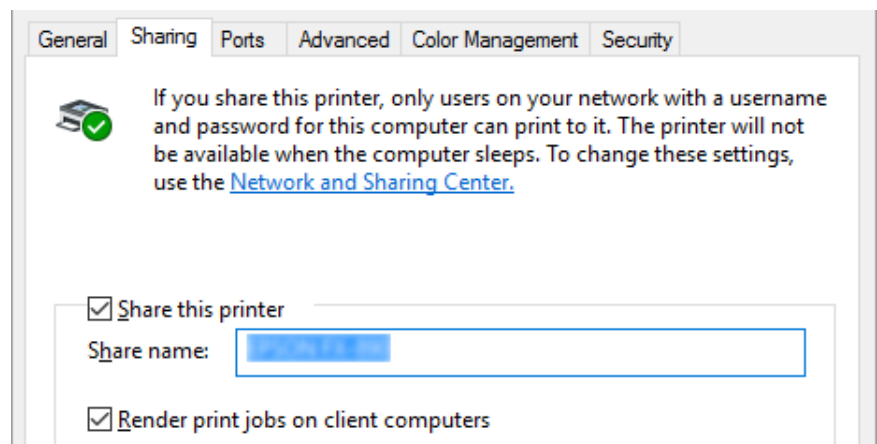 General Sharing Ports Advanced Color Management Security
If you share this printer, only users on your network with a username
and password for this computer can print to it. The printer will not
be available when the computer sleeps. To change these settings,
use the Network and Sharing Center.
Share this printer
Share name:
Render print jobs on client computers